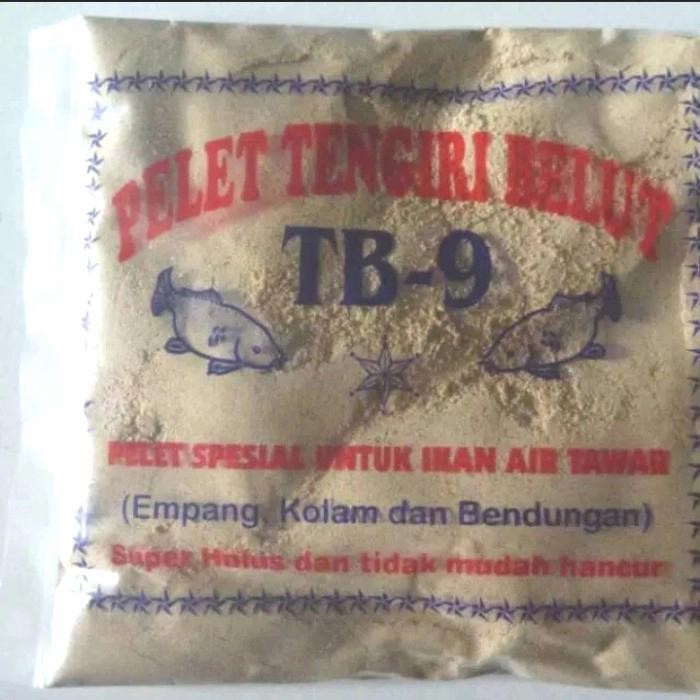 PELET TENGIRI BELUT
TB-9
PELET SPESIAL UNTUK IKAN AIR TAWAR
(Empang, Kolam dan Bendungan)
Super Halus dan tidak mudah hancur